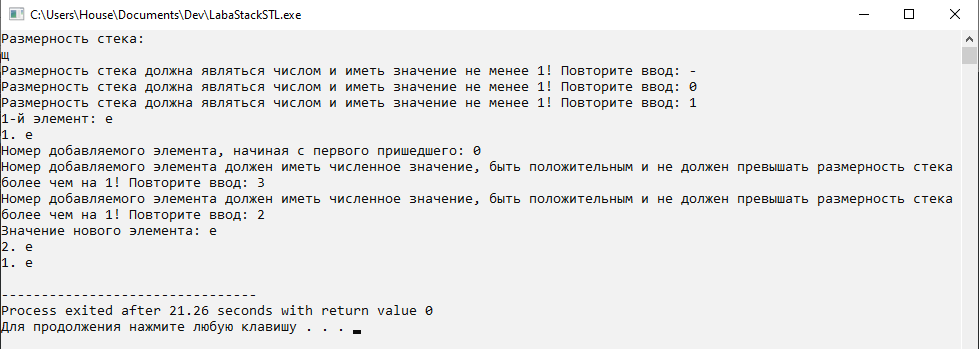 C:\Users\House\Documents\Dev\LabaStackSTL.exe
Размерность стека:
щ
Размерность стека должна являться числом и иметь значение не менее 1! Повторите ввод: -
Размерность стека должна являться числом и иметь значение не менее 1! Повторите ввод: 0
Размерность стека должна являться числом и иметь значение не менее 1! Повторите ввод: 1
1-й элемент: е
1. е
Номер добавляемого элемента, начиная с первого пришедшего: 0
Номер добавляемого элемента должен иметь численное значение, быть положительным и не должен превышать размерность стека
более чем на 1! Повторите ввод: 3
Номер добавляемого элемента должен иметь численное значение, быть положительным и не должен превышать размерность стека
более чем на 1! Повторите ввод: 2
Значение нового элемента: е
2. е
1. е
--------------------------------
Process exited after 21.26 seconds with return value 0
Для продолжения нажмите любую клавишу . . .